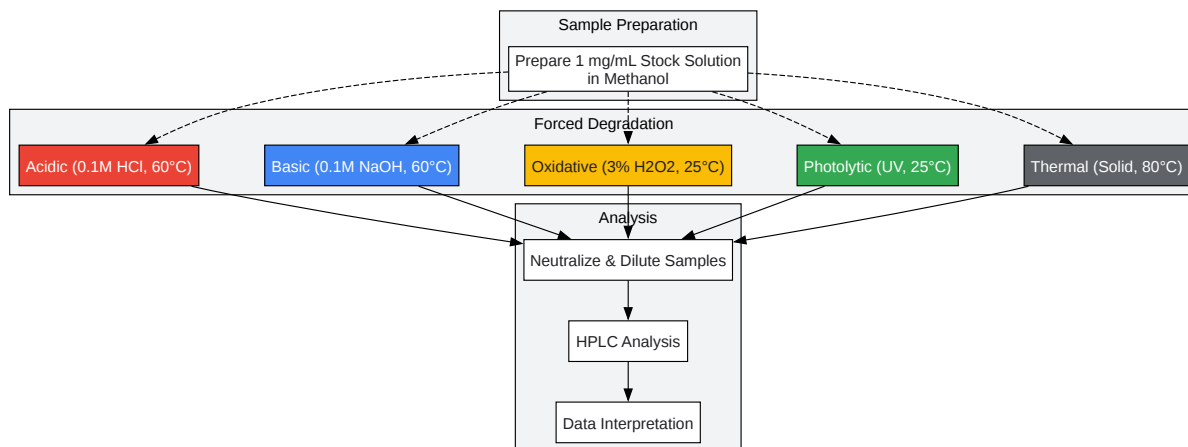 Sample Preparation
Prepare 1 mg/mL Stock Solution
in Methanol
Forced Degradation
Acidic (0.1M HCl, 60°C)
Basic (0.1M NaOH, 60°C)
Oxidative (3% H2O2, 25°C)
Photolytic (UV, 25°C)
Thermal (Solid, 80°C)
Analysis
Neutralize & Dilute Samples
HPLC Analysis
Data Interpretation